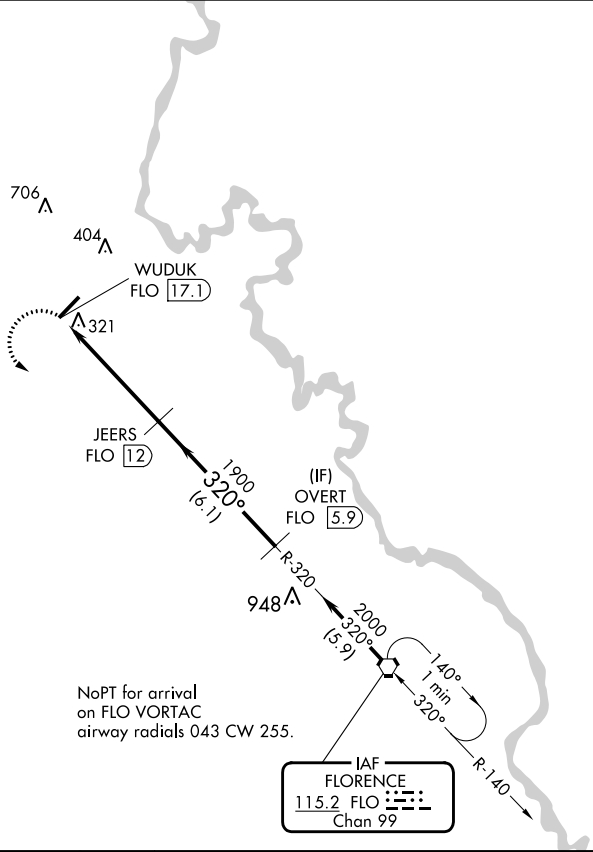 706
404
WUDUK
FLO 17.1
321
JEERS
FLO 12
1900
320°
(6.1)
(IF)
OVERT
FLO 5.9
R-320
948
2000
320°
(5.9)
140°
1 min
320°
NoPT for arrival
on FLO VORTAC
airway radials 043 CW 255.
R-140
IAF
FLORENCE
115.2 FLO
Chan 99